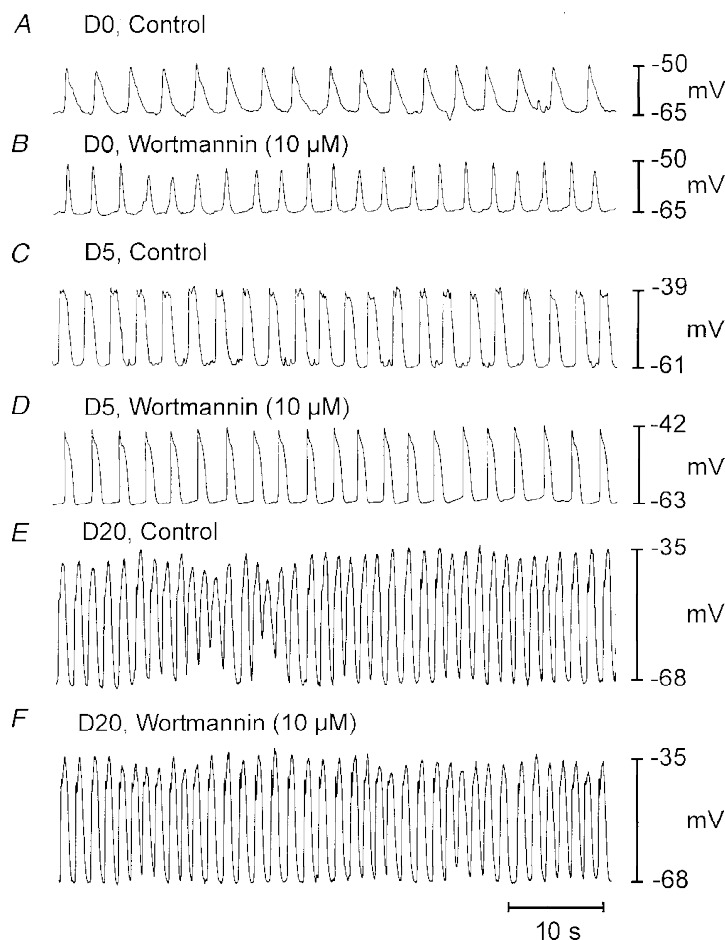 A D0, Control
-50
mV
-65
B D0, Wortmannin (10 µM)
-50
mV
-65
C D5, Control
-39
mV
-61
D D5, Wortmannin (10 µM)
-42
mV
-63
E D20, Control
-35
mV
-68
F D20, Wortmannin (10 µM)
-35
mV
-68
10 s